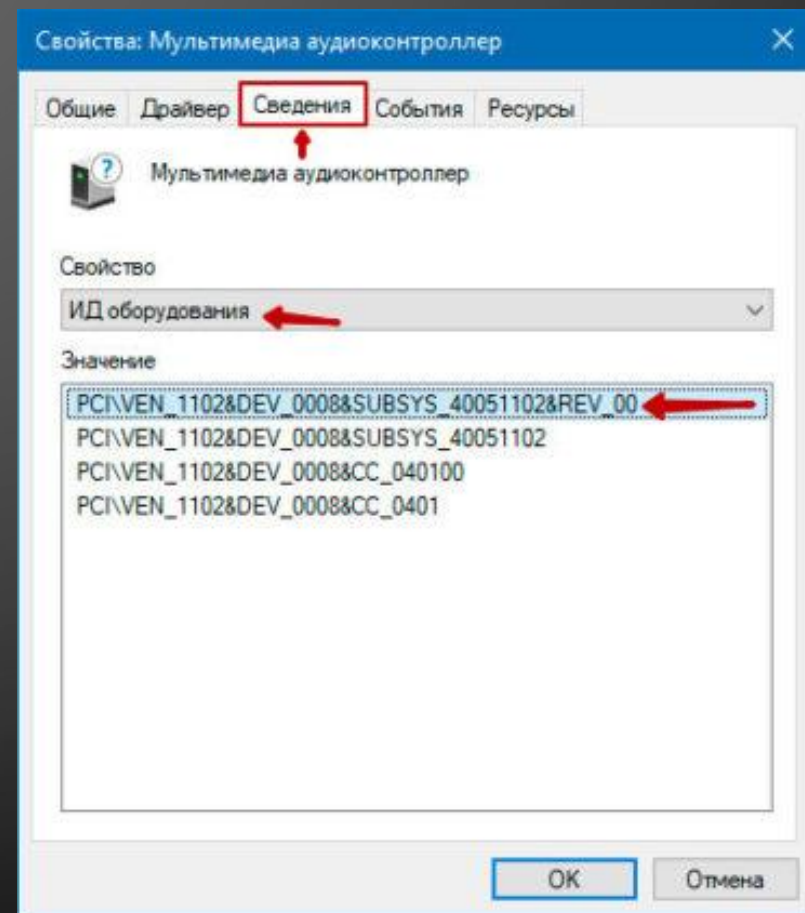 Свойства: Мультимедиа аудиоконтроллер
Общие Драйвер Сведения События Ресурсы
Мультимедиа аудиоконтроллер
Свойство
ИД оборудования
Значение
PCI\VEN_1102&DEV_0008&SUBSYS_40051102&REV_00
PCI\VEN_1102&DEV_0008&SUBSYS_40051102
PCI\VEN_1102&DEV_0008&CC_040100
PCI\VEN_1102&DEV_0008&CC_0401
OK Отмена